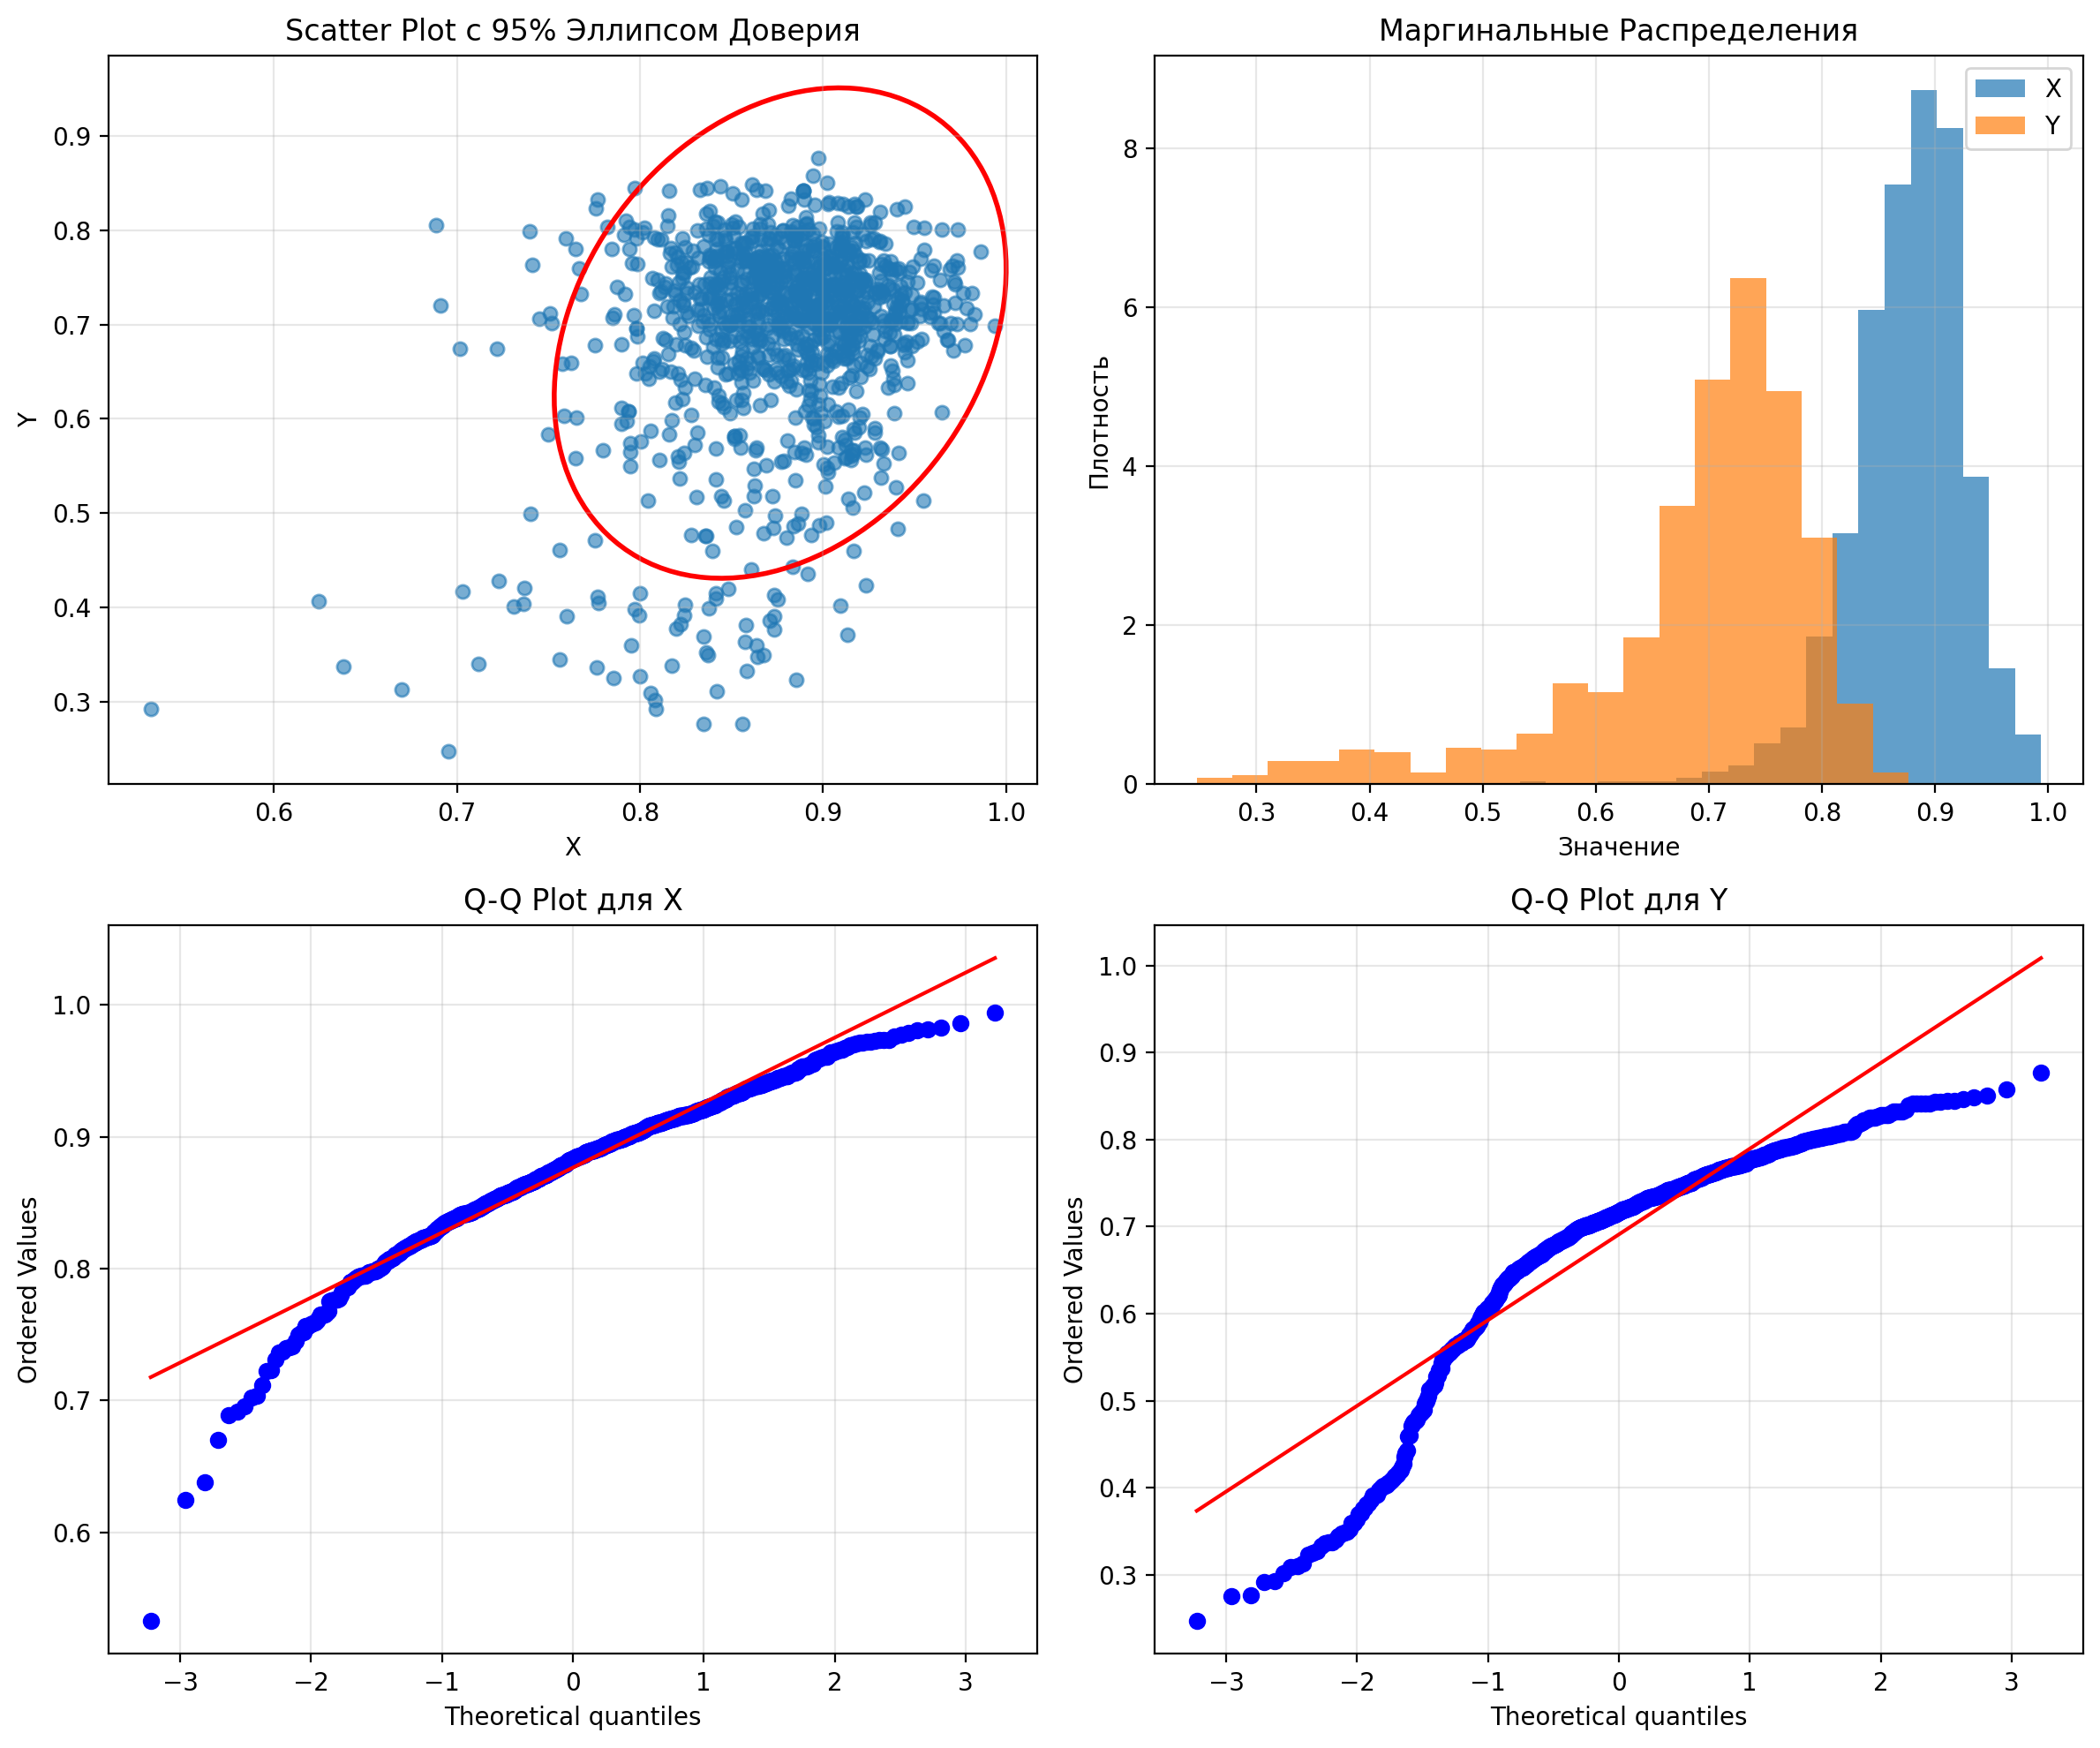 Scatter Plot с 95% Эллипсом Доверия
0.9
0.8
0.7
0.6
0.5
0.4
0.3
Y
0.6 0.7 0.8 0.9 1.0
X
Маргинальные Распределения
X
Y
8
6
4
2
0
Плотность
0.3 0.4 0.5 0.6 0.7 0.8 0.9 1.0
Значение
Q-Q Plot для X
1.0
0.9
0.8
0.7
0.6
Ordered Values
−3 −2 −1 0 1 2 3
Theoretical quantiles
Q-Q Plot для Y
1.0
0.9
0.8
0.7
0.6
0.5
0.4
0.3
Ordered Values
−3 −2 −1 0 1 2 3
Theoretical quantiles